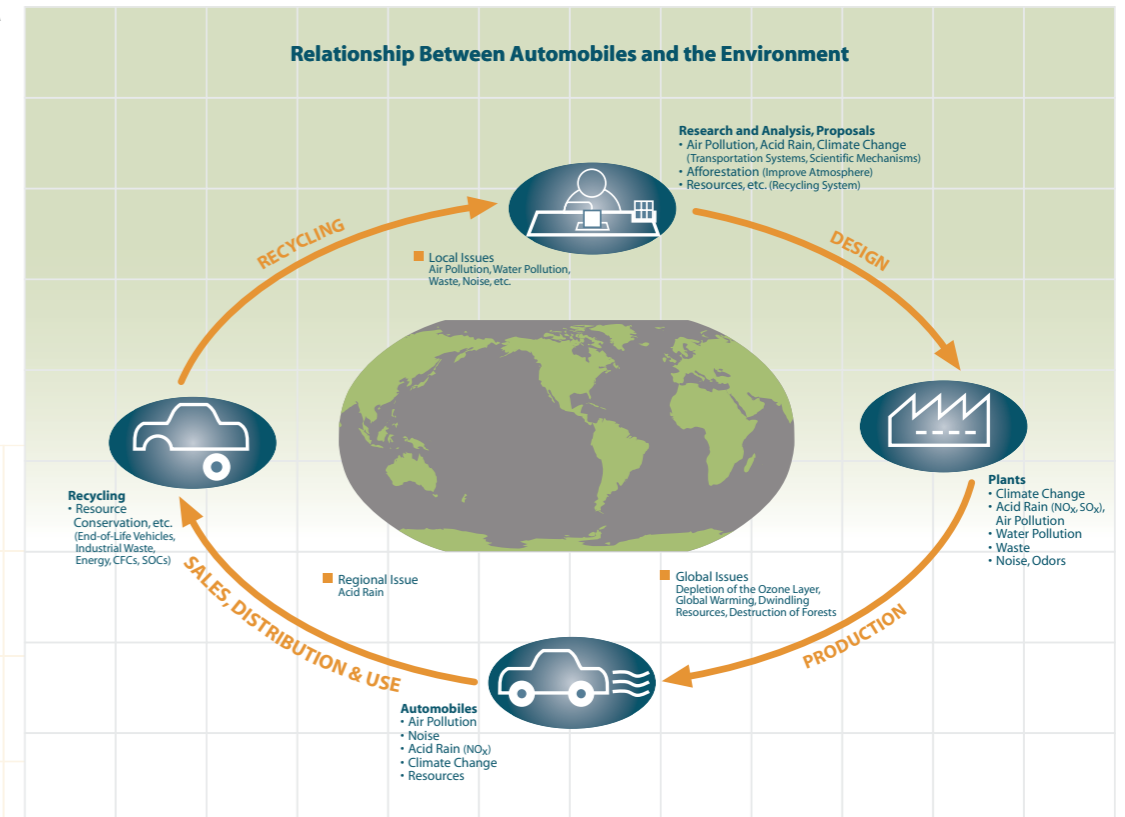 Relationship Between Automobiles and the Environment
Research and Analysis, Proposals
• Air Pollution, Acid Rain, Climate Change
(Transportation Systems, Scientific Mechanisms)
• Afforestation (Improve Atmosphere)
• Resources, etc. (Recycling System)
RECYCLING
DESIGN
■ Local Issues
Air Pollution, Water Pollution,
Waste, Noise, etc.
Plants
• Climate Change
• Acid Rain (NOX, SOX),
Air Pollution
• Water Pollution
• Waste
• Noise, Odors
Recycling
• Resource
Conservation, etc.
(End-of-Life Vehicles,
Industrial Waste,
Energy, CFCs, SOCs)
■ Regional Issue
Acid Rain
■ Global Issues
Depletion of the Ozone Layer,
Global Warming, Dwindling
Resources, Destruction of Forests
SALES, DISTRIBUTION & USE
PRODUCTION
Automobiles
• Air Pollution
• Noise
• Acid Rain (NOX)
• Climate Change
• Resources